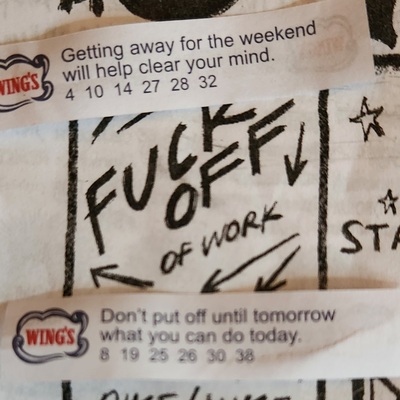 WING'S
Getting away for the weekend
will help clear your mind.
4 10 14 27 28 32
FUCK
OFF
OF WORK
STA
WING'S
Don't put off until tomorrow
what you can do today.
8 19 25 26 30 38